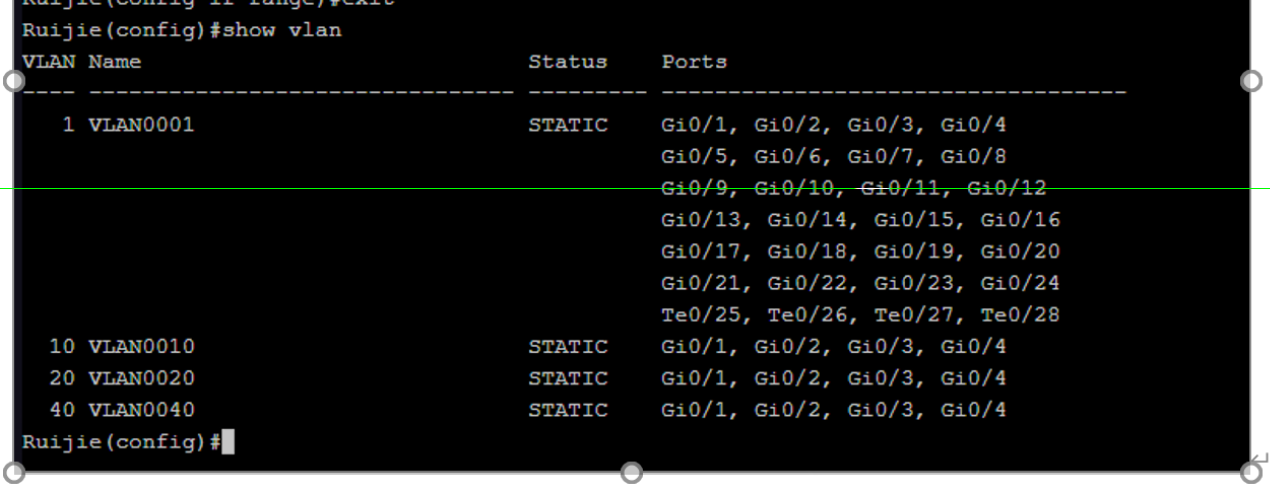 Ruijie(config-if-range)#exit
Ruijie(config)#show vlan
VLAN Name Status Ports
---- -------------------------------- --------- -----------------------------------
1 VLAN0001 STATIC Gi0/1, Gi0/2, Gi0/3, Gi0/4
Gi0/5, Gi0/6, Gi0/7, Gi0/8
Gi0/9, Gi0/10, Gi0/11, Gi0/12
Gi0/13, Gi0/14, Gi0/15, Gi0/16
Gi0/17, Gi0/18, Gi0/19, Gi0/20
Gi0/21, Gi0/22, Gi0/23, Gi0/24
Te0/25, Te0/26, Te0/27, Te0/28
10 VLAN0010 STATIC Gi0/1, Gi0/2, Gi0/3, Gi0/4
20 VLAN0020 STATIC Gi0/1, Gi0/2, Gi0/3, Gi0/4
40 VLAN0040 STATIC Gi0/1, Gi0/2, Gi0/3, Gi0/4
Ruijie(config)#